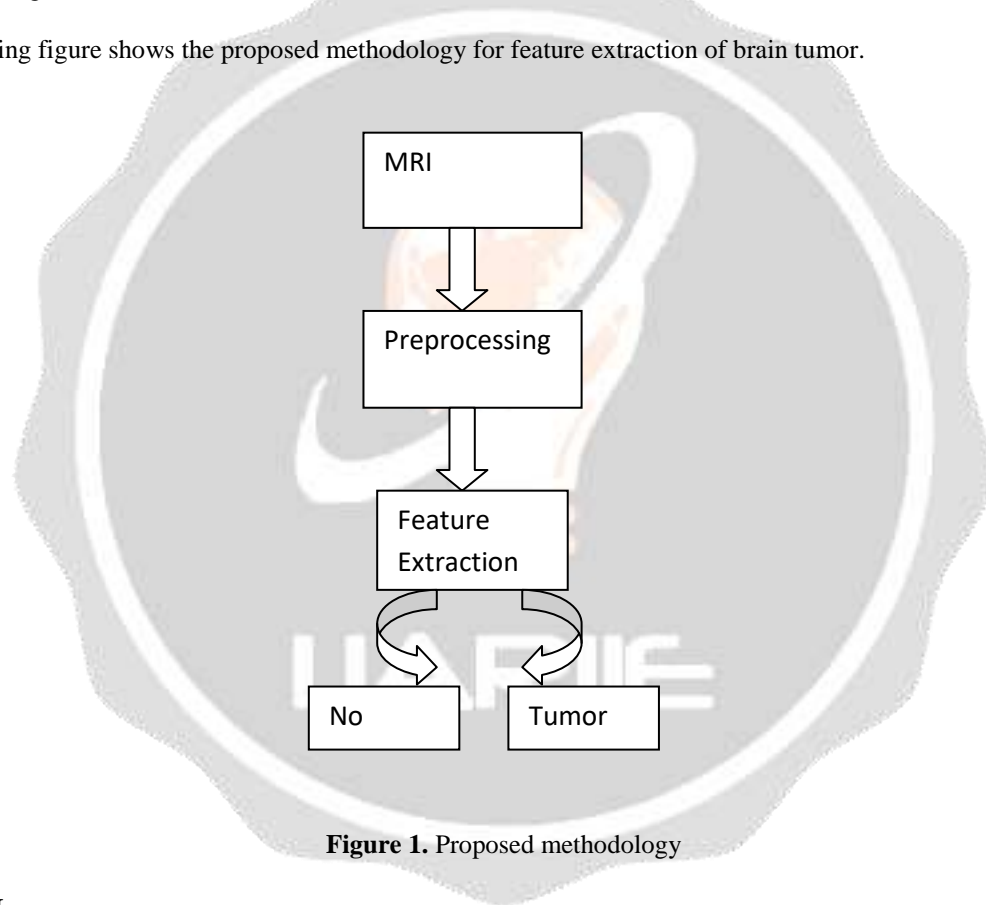 ing figure shows the proposed methodology for feature extraction of brain tumor.
MRI
Preprocessing
Feature
Extraction
No
Tumor
Figure 1. Proposed methodology